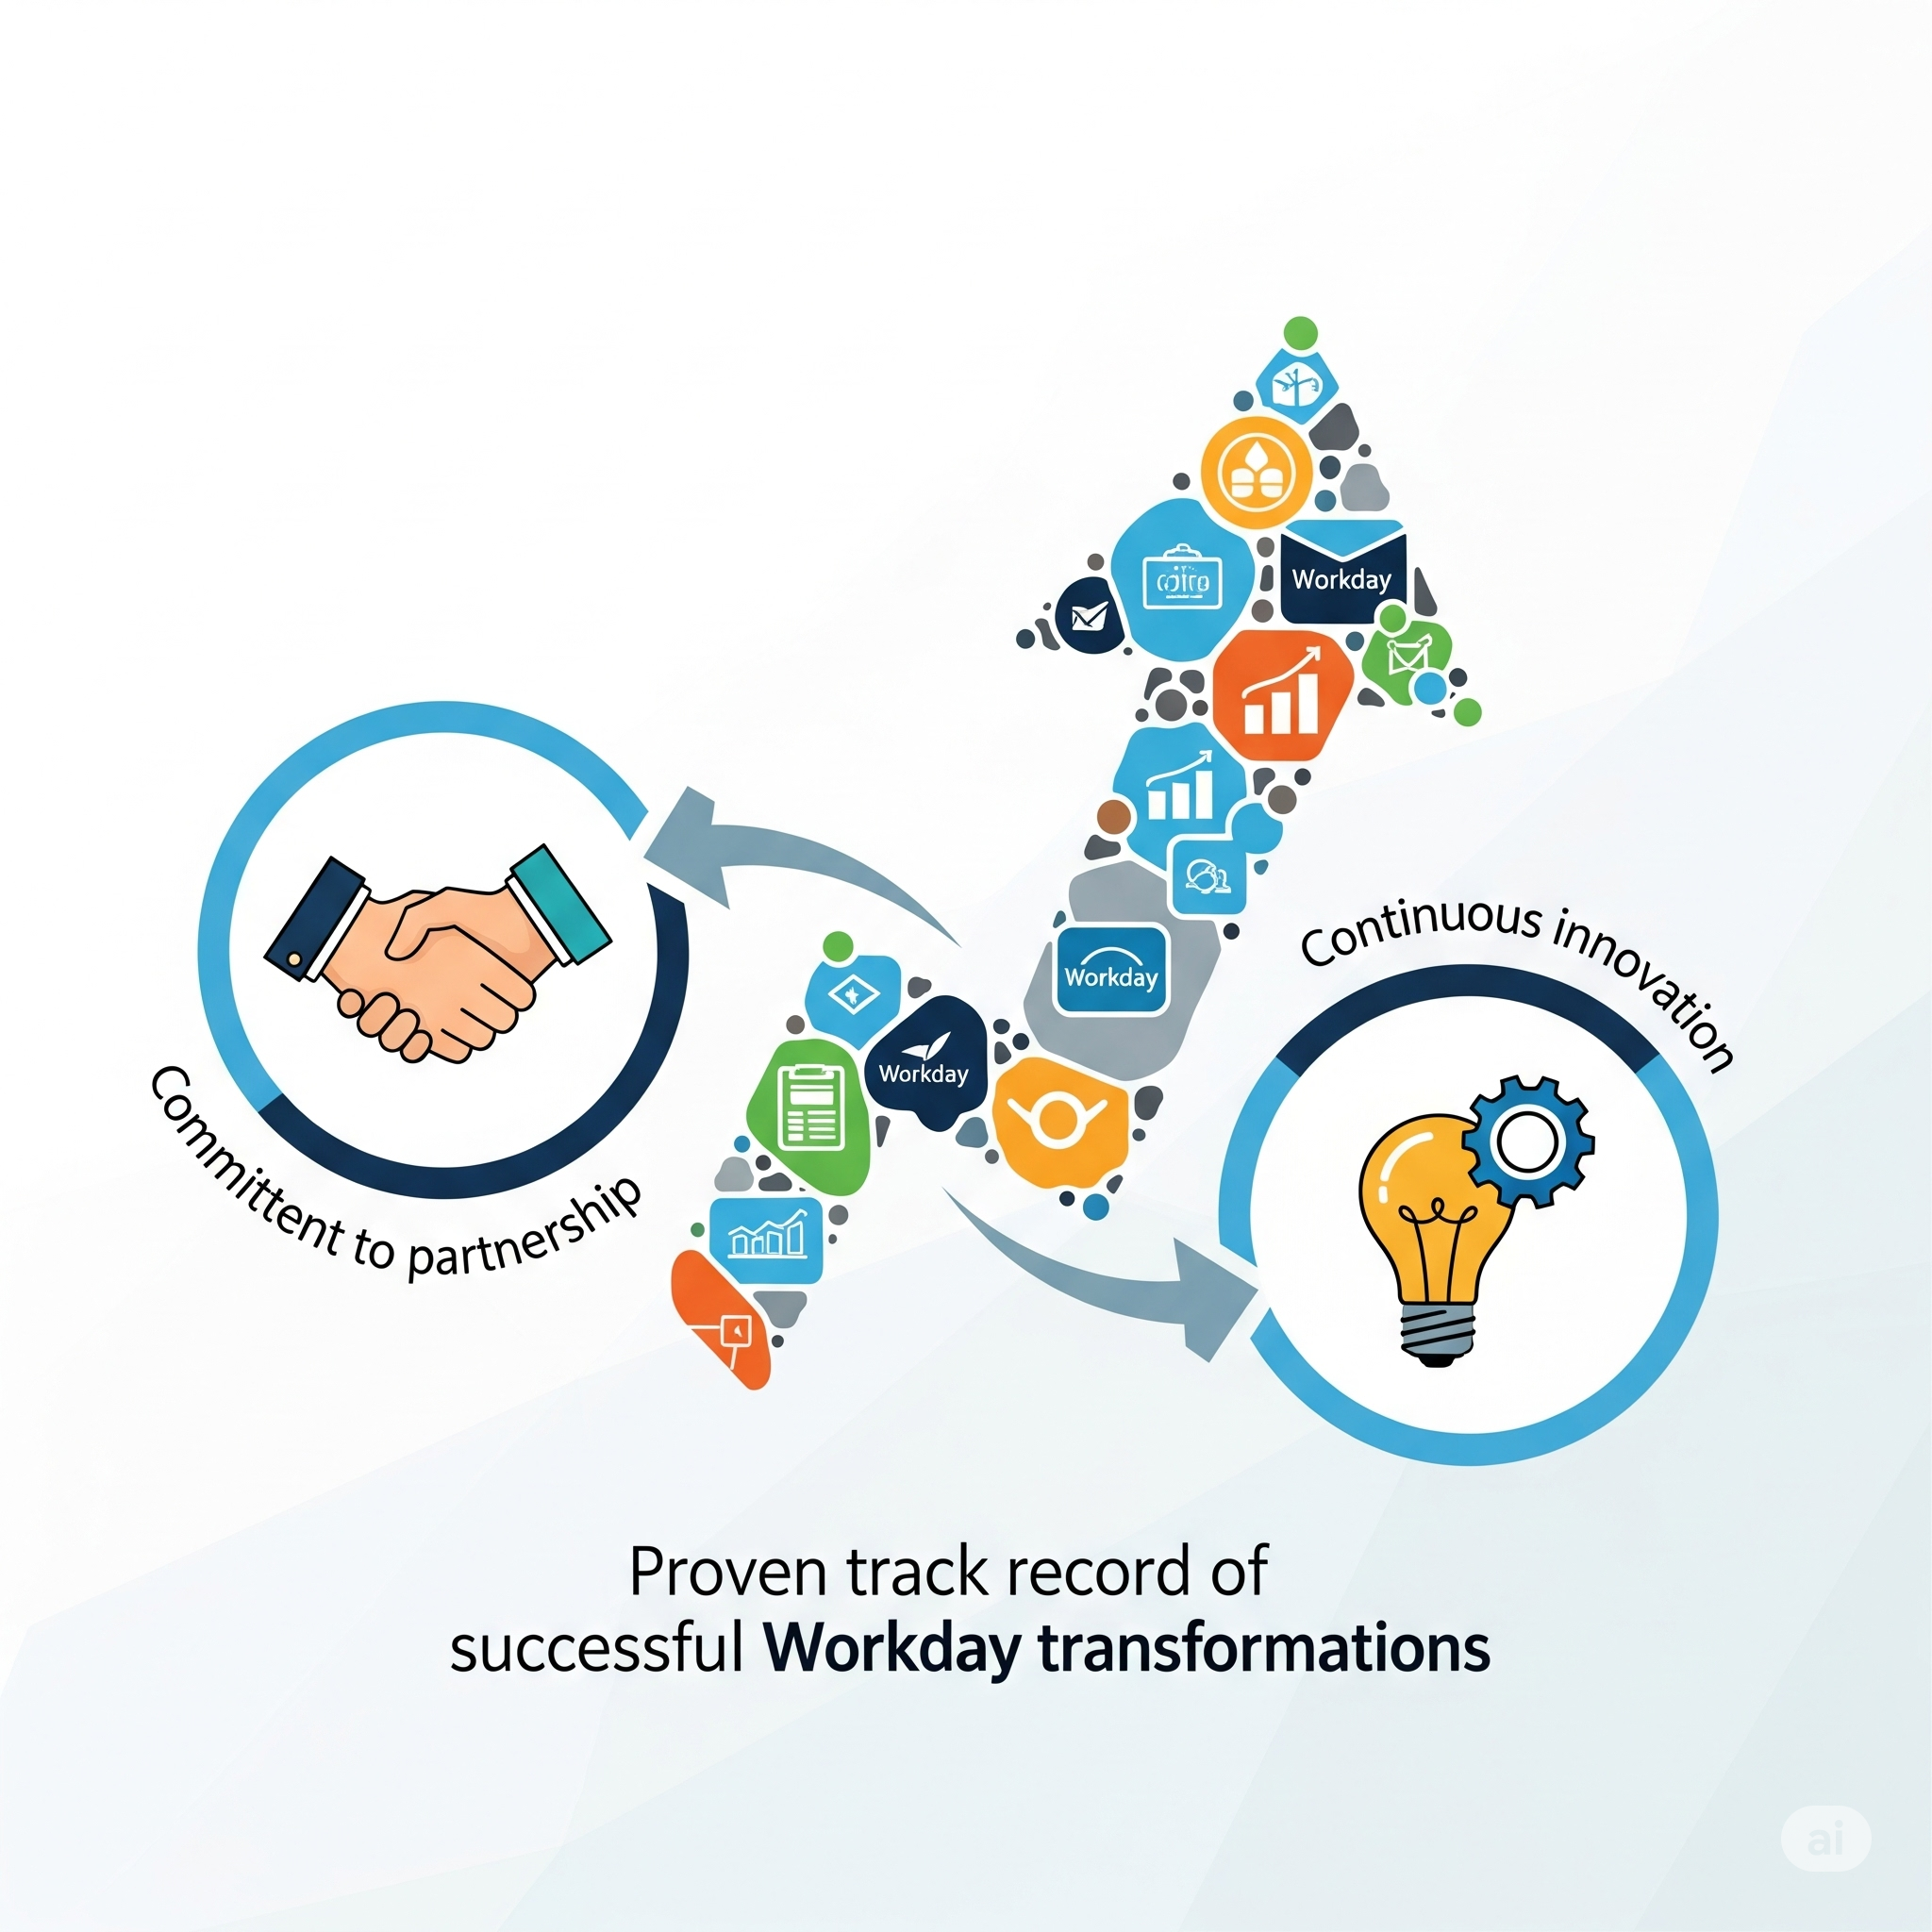 Workday
Workday
Continuous innovation
Workday
Committent to partnership
Proven track record of
successful Workday transformations
ai